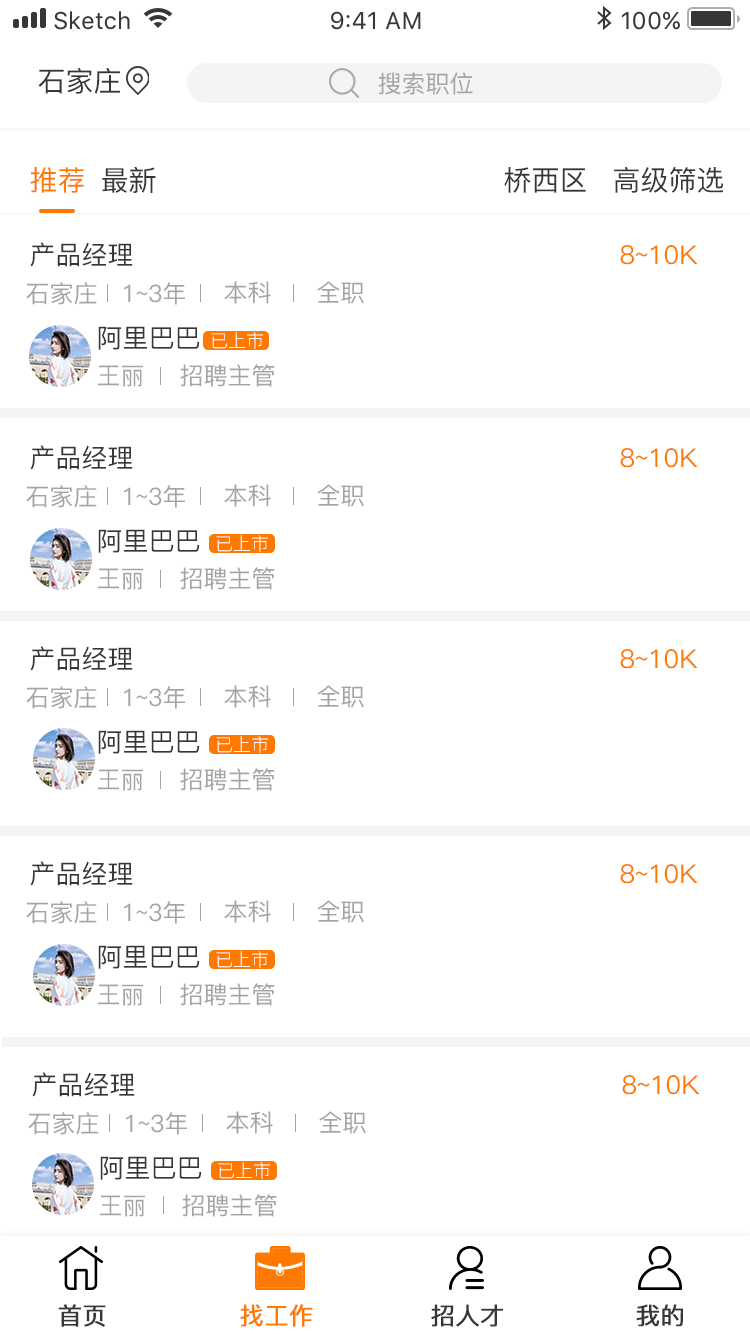 Sketch 9:41 AM 100%
石家庄 搜索职位
推荐 最新 桥西区 高级筛选
产品经理 8~10K
石家庄 1~3年 本科 全职
阿里巴巴 已上市
王丽 招聘主管
产品经理 8~10K
石家庄 1~3年 本科 全职
阿里巴巴 已上市
王丽 招聘主管
产品经理 8~10K
石家庄 1~3年 本科 全职
阿里巴巴 已上市
王丽 招聘主管
产品经理 8~10K
石家庄 1~3年 本科 全职
阿里巴巴 已上市
王丽 招聘主管
产品经理 8~10K
石家庄 1~3年 本科 全职
阿里巴巴 已上市
王丽 招聘主管
首页 找工作 招人才 我的